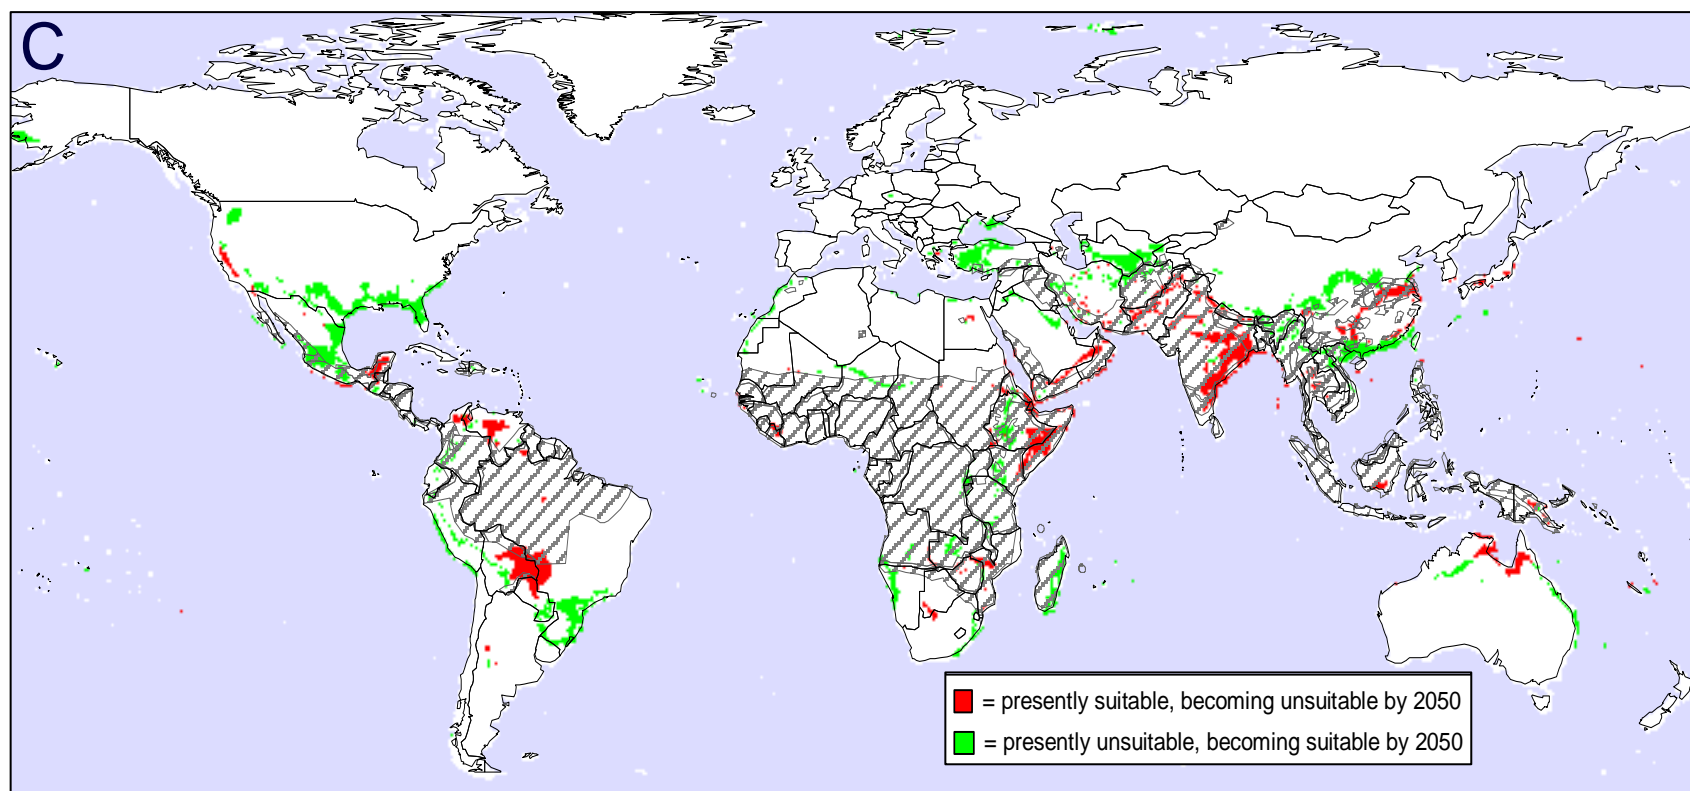 C
= presently suitable, becoming unsuitable by 2050
= presently unsuitable, becoming suitable by 2050